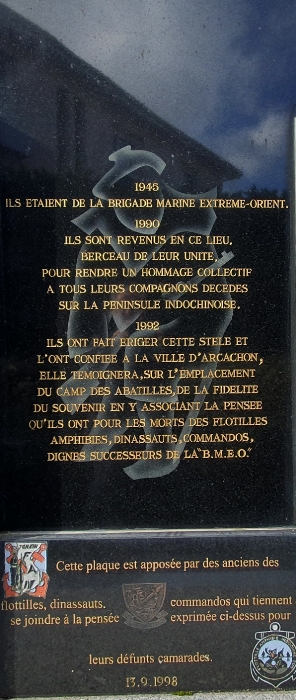 1945
ILS ETAIENT DE LA BRIGADE MARINE EXTREME-ORIENT.
1990
ILS SONT REVENUS EN CE LIEU,
BERCEAU DE LEUR UNITE,
POUR RENDRE UN HOMMAGE COLLECTIF
A TOUS LEURS COMPAGNONS DECEDES
SUR LA PENINSULE INDOCHINOISE.
1992
ILS ONT FAIT ERIGER CETTE STELE ET
L'ONT CONFIEE A LA VILLE D'ARCACHON,
ELLE TEMOIGNERA, SUR L'EMPLACEMENT
DU CAMP DES ABATILLES, DE LA FIDELITE
DU SOUVENIR EN Y ASSOCIANT LA PENSEE
QU'ILS ONT POUR LES MORTS DES FLOTILLES
AMPHIBIES, DINASSAUTS, COMMANDOS,
DIGNES SUCCESSEURS DE LA "B.M.E.O."
Cette plaque est apposée par des anciens des
flottilles, dinassauts. commandos qui tiennent
se joindre à la pensée exprimée ci-dessus pour
leurs défunts camarades.
13.9.1998